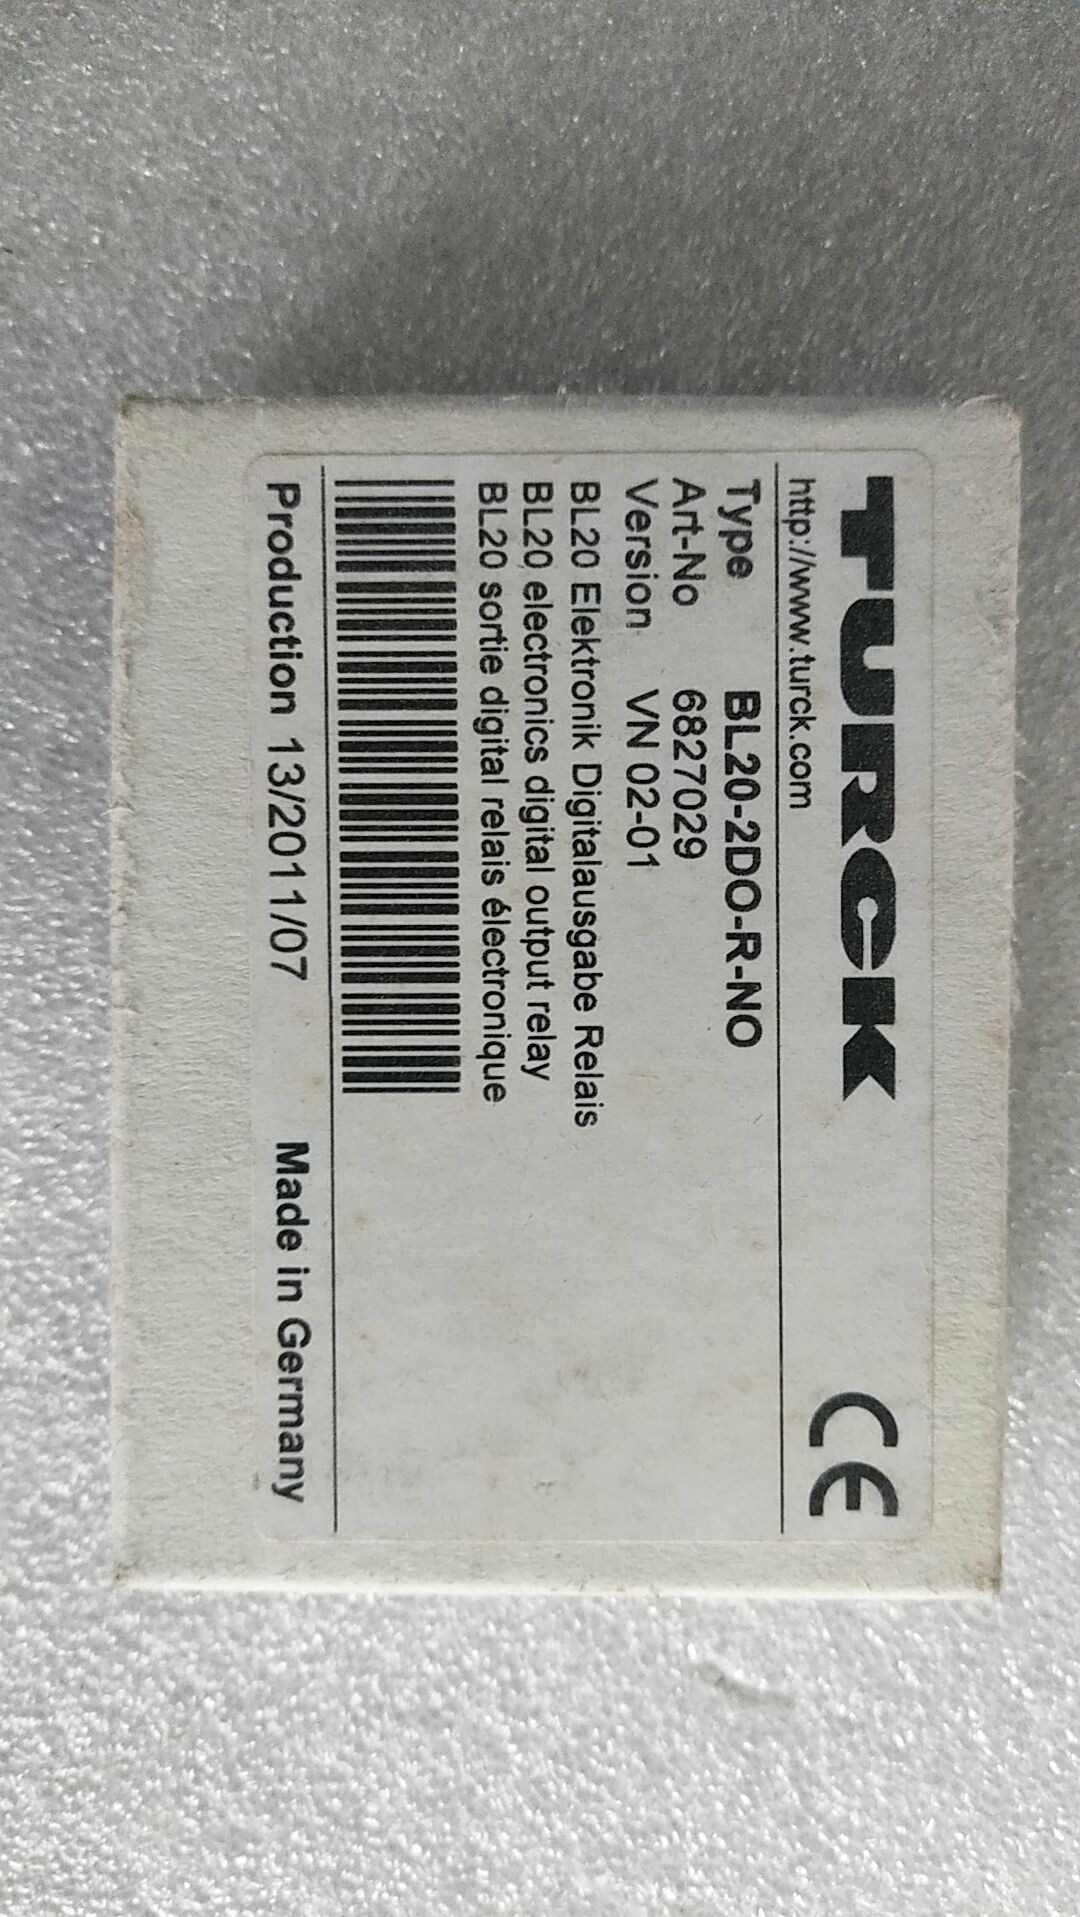 TURCK
CE
http://www.turck.com
Type BL20-2DO-R-NO
Art-No 6827029
Version VN 02-01
BL20 Elektronik Digitalausgabe Relais
BL20 electronics digital output relay
BL20 sortie digital relais électronique
Production 13/2011/07 Made in Germany